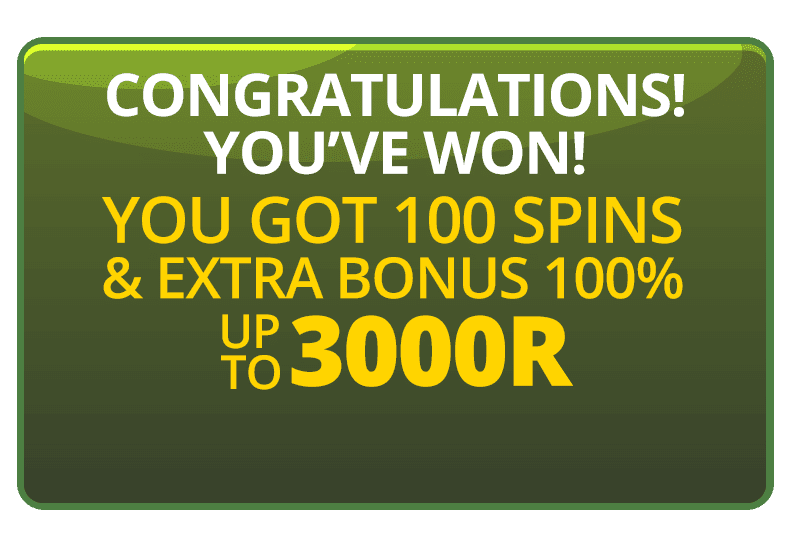 CONGRATULATIONS!
YOU'VE WON!
YOU GOT 100 SPINS
& EXTRA BONUS 100%
UP TO 3000R